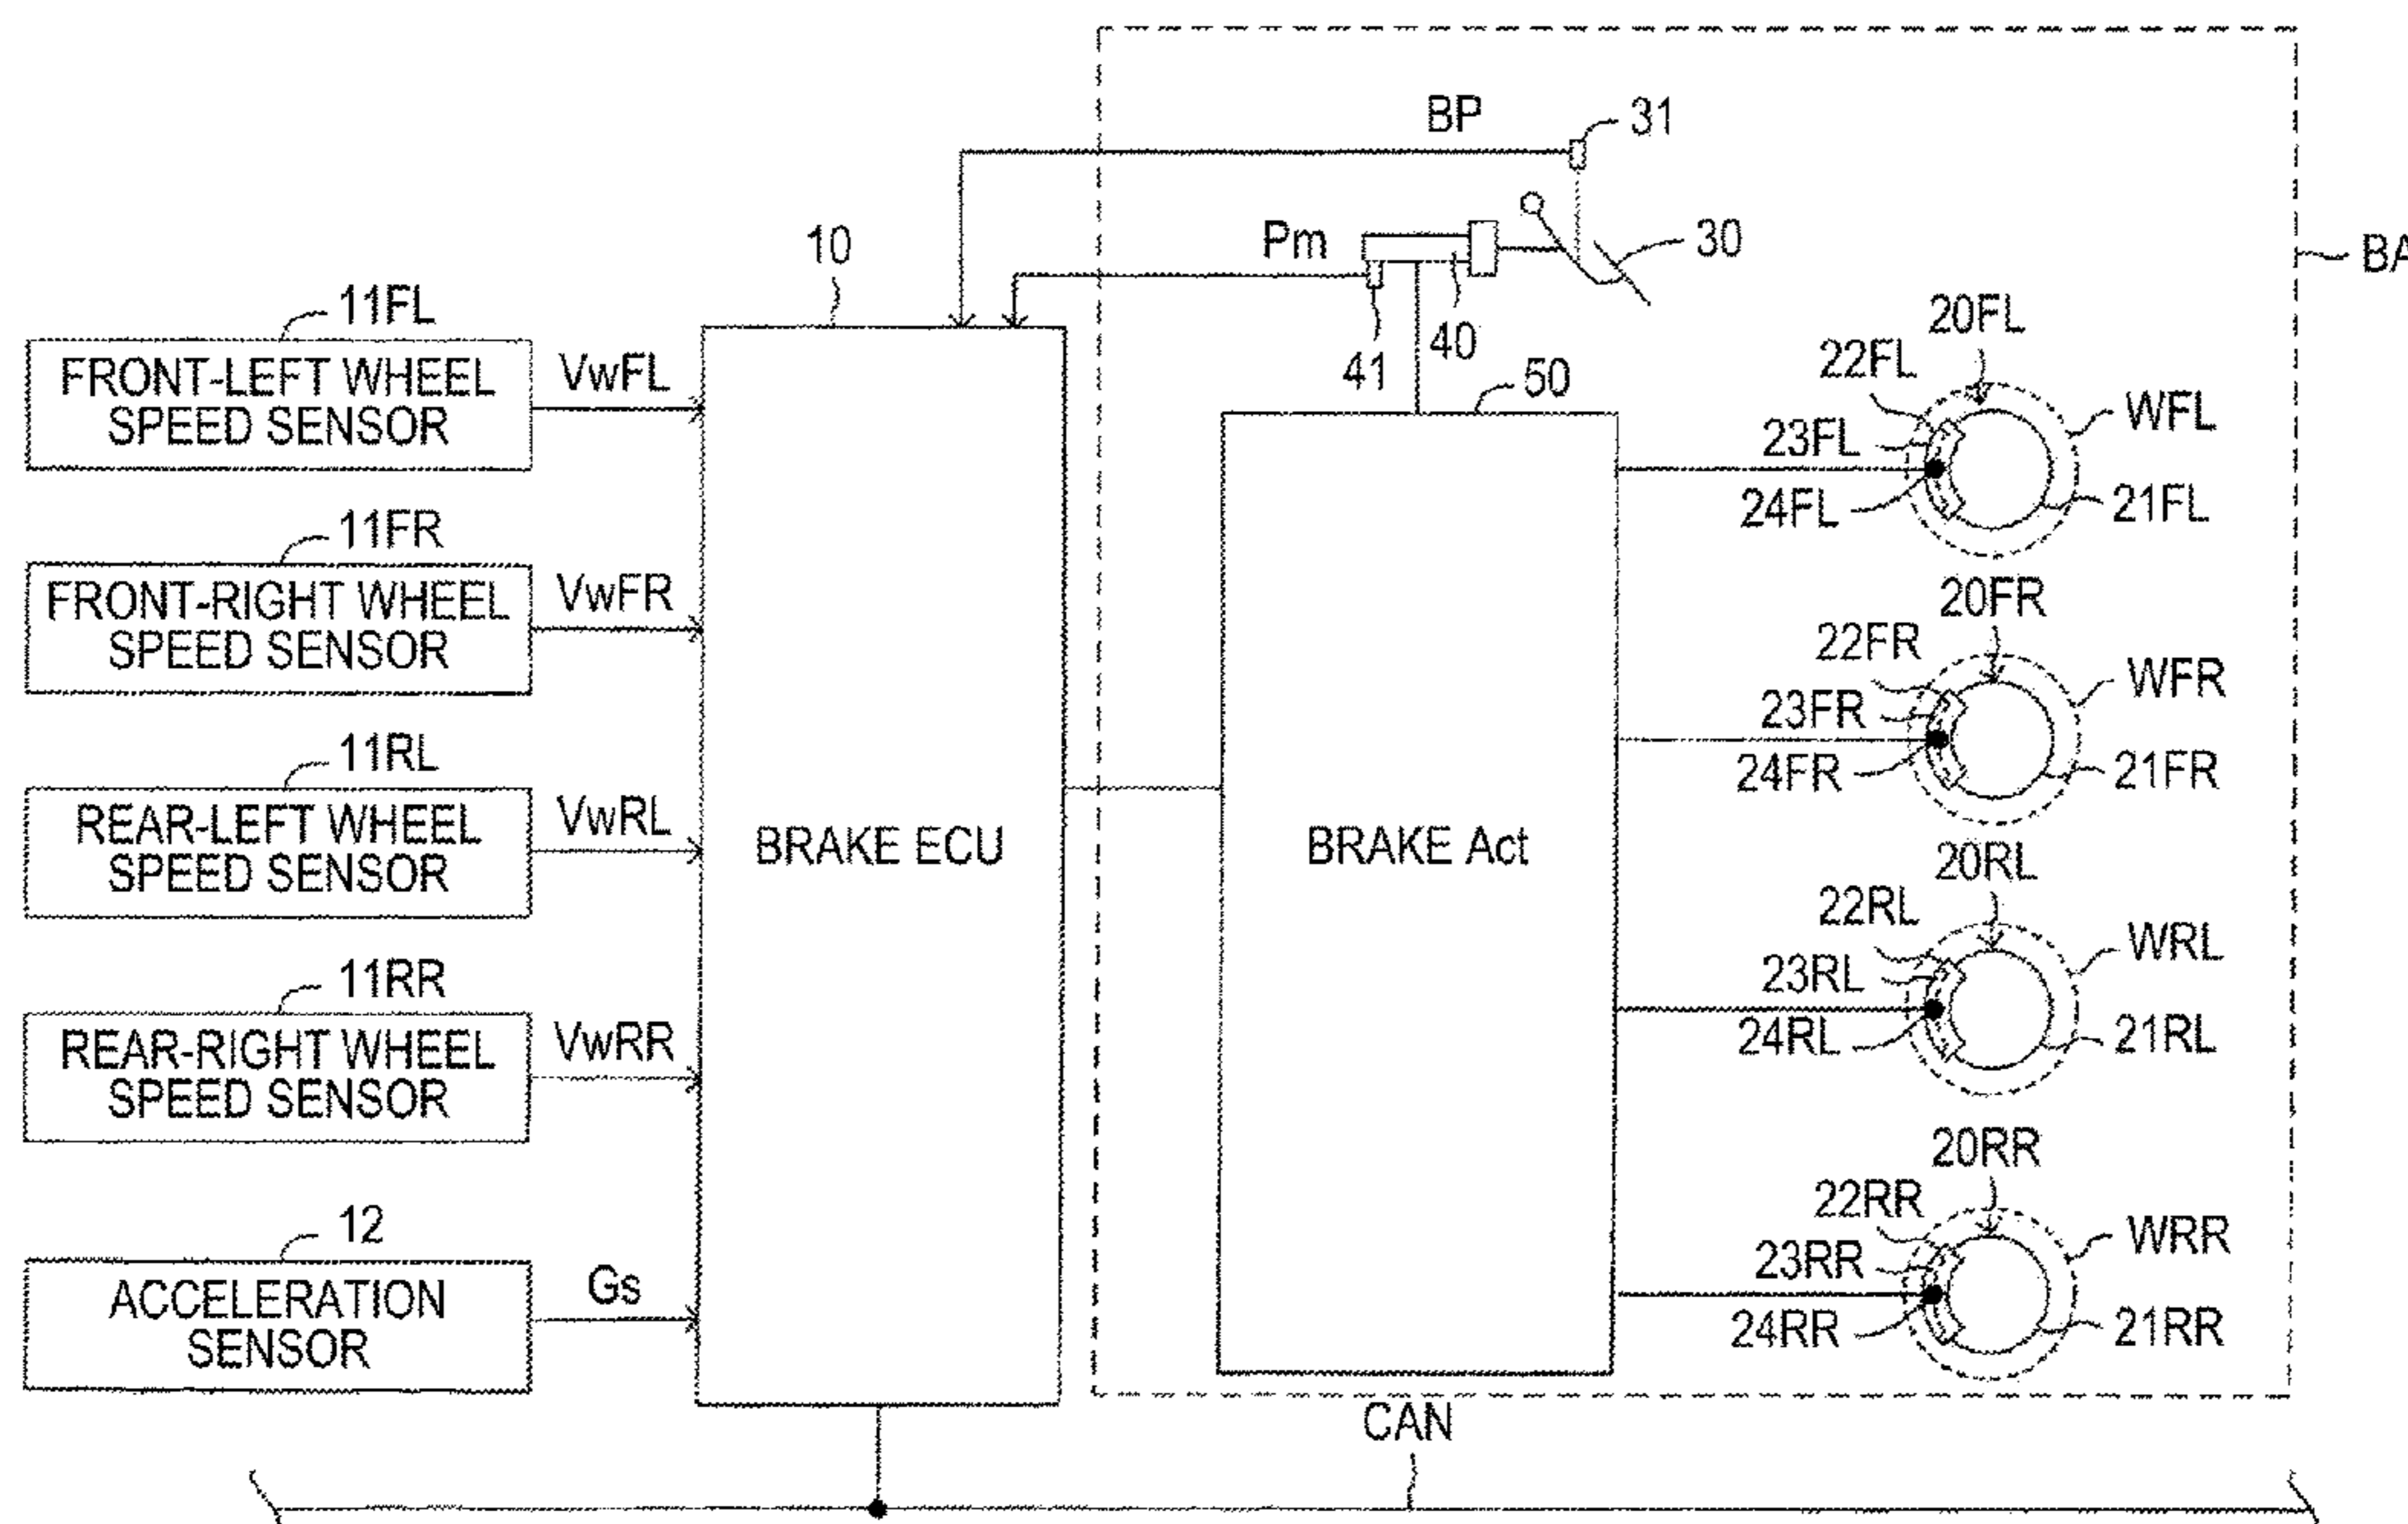 BP
31
10
Pm
30
BA
11FL
41
40
50
20FL
22FL
WFL
FRONT-LEFT WHEEL
SPEED SENSOR
VwFL
23FL
24FL
21FL
11FR
FRONT-RIGHT WHEEL
SPEED SENSOR
VwFR
20FR
22FR
WFR
23FR
24FR
21FR
11RL
REAR-LEFT WHEEL
SPEED SENSOR
VwRL
BRAKE ECU
BRAKE Act
20RL
22RL
WRL
23RL
24RL
21RL
11RR
REAR-RIGHT WHEEL
SPEED SENSOR
VwRR
20RR
22RR
WRR
23RR
24RR
21RR
12
ACCELERATION
SENSOR
Gs
CAN